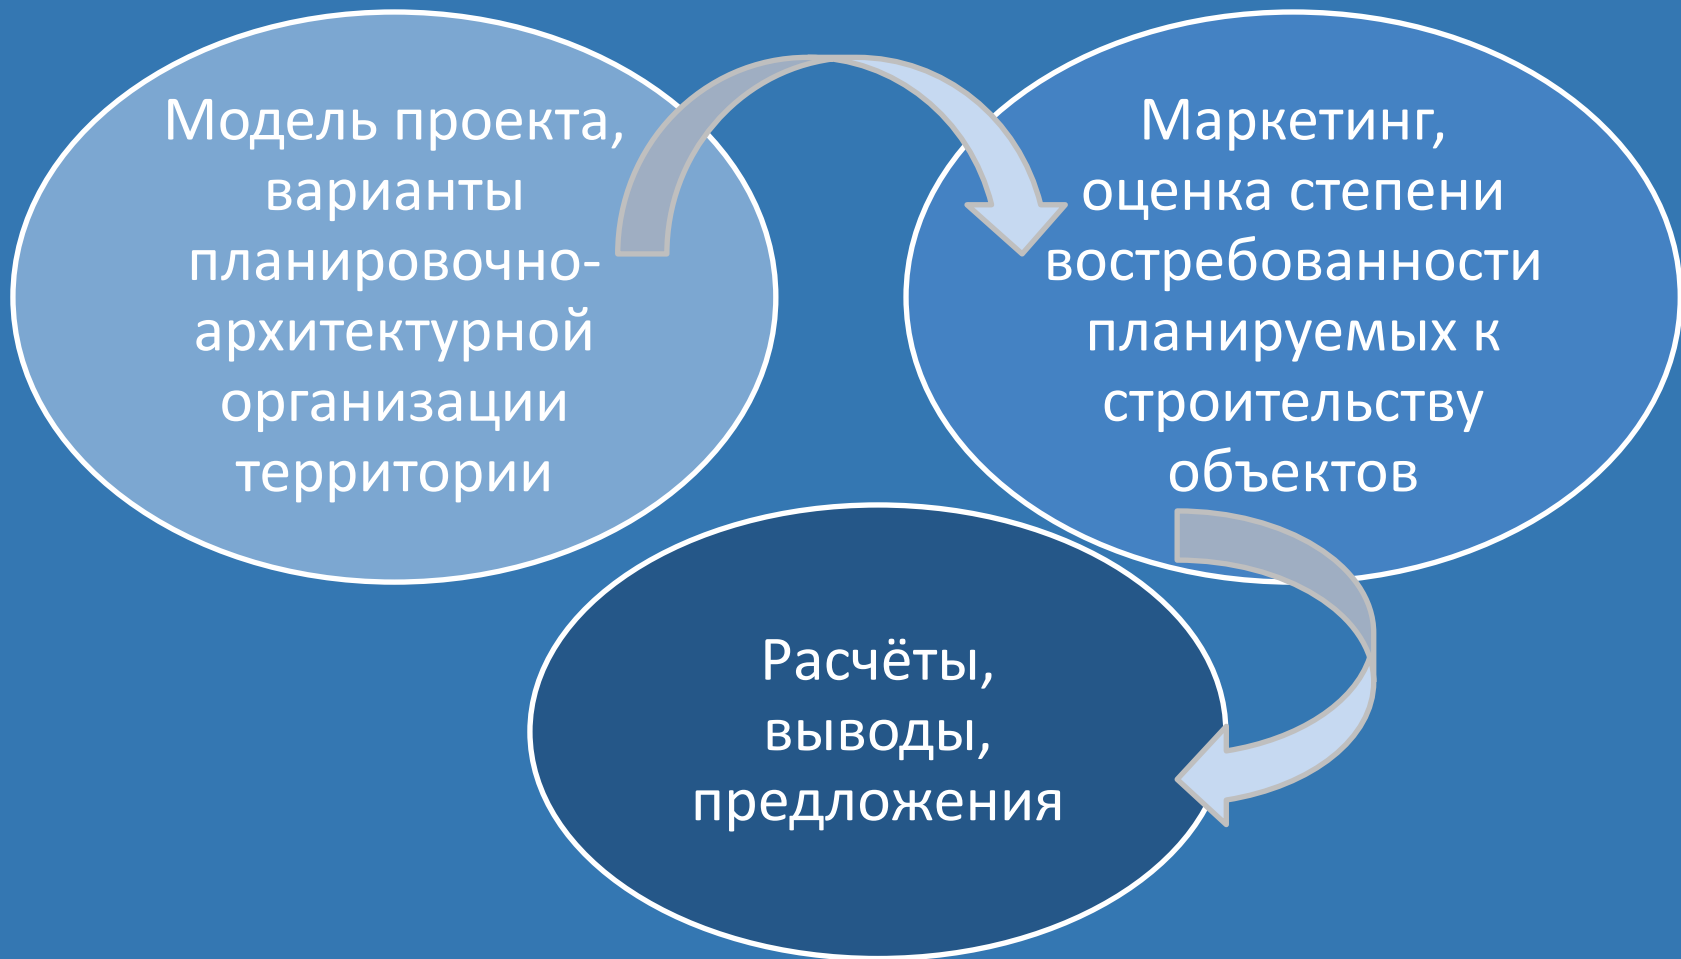 Модель проекта,
варианты
планировочно-
архитектурной
организации
территории
Маркетинг,
оценка степени
востребованности
планируемых к
строительству
объектов
Расчёты,
выводы,
предложения